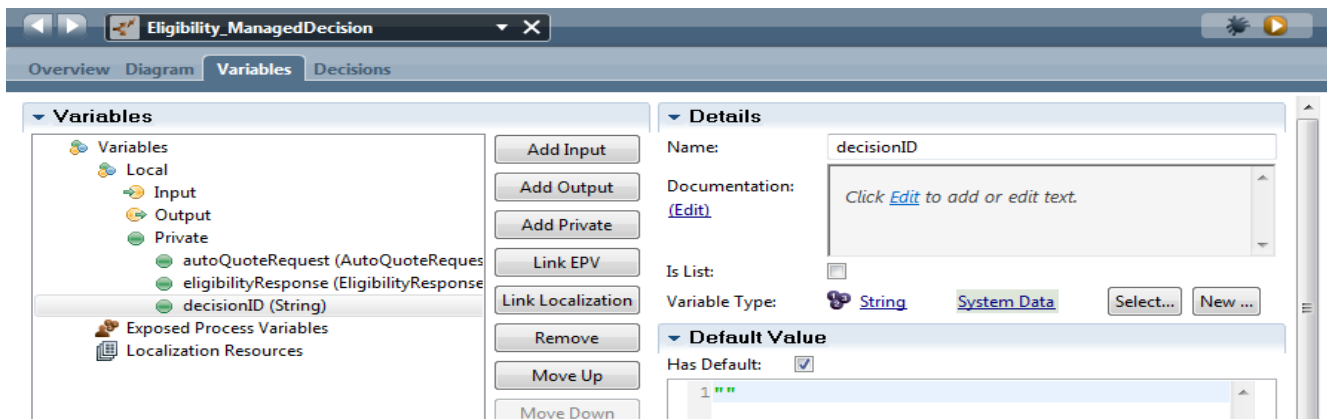 Eligibility_ManagedDecision
Overview Diagram Variables Decisions
Variables
Variables
Local
Input
Output
Private
autoQuoteRequest (AutoQuoteReques
eligibilityResponse (EligibilityResponse
decisionID (String)
Exposed Process Variables
Localization Resources
Add Input
Add Output
Add Private
Link EPV
Link Localization
Remove
Move Up
Move Down
Details
Name: decisionID
Documentation:
(Edit)
Click Edit to add or edit text.
Is List:
Variable Type: String System Data Select... New ...
Default Value
Has Default:
1 ""